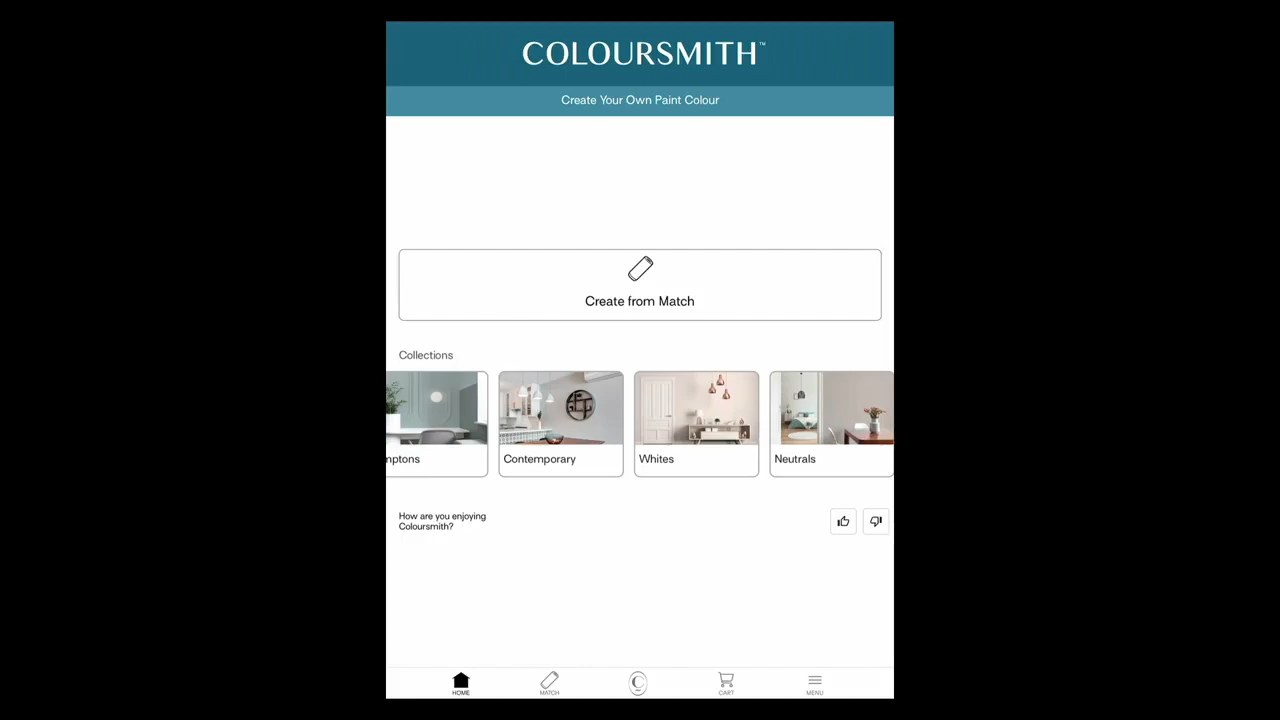 COLOURSMITH™
Create Your Own Paint Colour
Create from Match
Collections
nptons
Contemporary
Whites
Neutrals
How are you enjoying
Coloursmith?
HOME
MATCH
C
CART
MENU